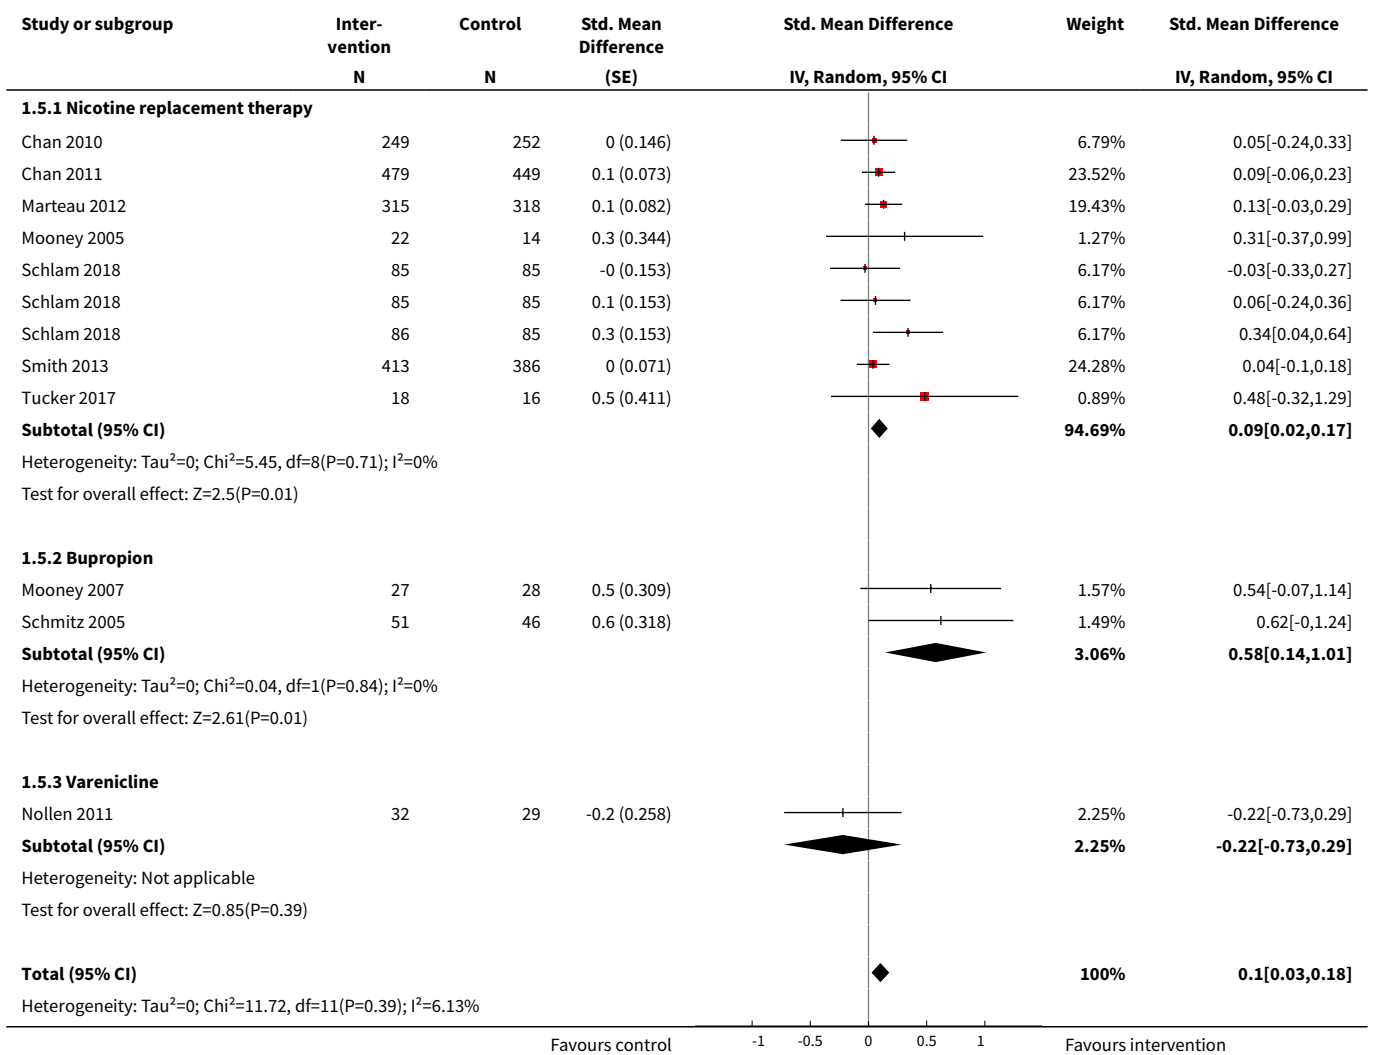 Study or subgroup Inter- Control Std. Mean Std. Mean Difference Weight Std. Mean Difference
vention Difference
N N (SE) IV, Random, 95% CI IV, Random, 95% CI
1.5.1 Nicotine replacement therapy
Chan 2010 249 252 0 (0.146) 6.79% 0.05[-0.24,0.33]
Chan 2011 479 449 0.1 (0.073) 23.52% 0.09[-0.06,0.23]
Marteau 2012 315 318 0.1 (0.082) 19.43% 0.13[-0.03,0.29]
Mooney 2005 22 14 0.3 (0.344) 1.27% 0.31[-0.37,0.99]
Schlam 2018 85 85 -0 (0.153) 6.17% -0.03[-0.33,0.27]
Schlam 2018 85 85 0.1 (0.153) 6.17% 0.06[-0.24,0.36]
Schlam 2018 86 85 0.3 (0.153) 6.17% 0.34[0.04,0.64]
Smith 2013 413 386 0 (0.071) 24.28% 0.04[-0.1,0.18]
Tucker 2017 18 16 0.5 (0.411) 0.89% 0.48[-0.32,1.29]
Subtotal (95% CI) 94.69% 0.09[0.02,0.17]
Heterogeneity: Tau²=0; Chi²=5.45, df=8(P=0.71); I²=0%
Test for overall effect: Z=2.5(P=0.01)
1.5.2 Bupropion
Mooney 2007 27 28 0.5 (0.309) 1.57% 0.54[-0.07,1.14]
Schmitz 2005 51 46 0.6 (0.318) 1.49% 0.62[-0,1.24]
Subtotal (95% CI) 3.06% 0.58[0.14,1.01]
Heterogeneity: Tau²=0; Chi²=0.04, df=1(P=0.84); I²=0%
Test for overall effect: Z=2.61(P=0.01)
1.5.3 Varenicline
Nollen 2011 32 29 -0.2 (0.258) 2.25% -0.22[-0.73,0.29]
Subtotal (95% CI) 2.25% -0.22[-0.73,0.29]
Heterogeneity: Not applicable
Test for overall effect: Z=0.85(P=0.39)
Total (95% CI) 100% 0.1[0.03,0.18]
Heterogeneity: Tau²=0; Chi²=11.72, df=11(P=0.39); I²=6.13%
Favours control -1 -0.5 0 0.5 1 Favours intervention